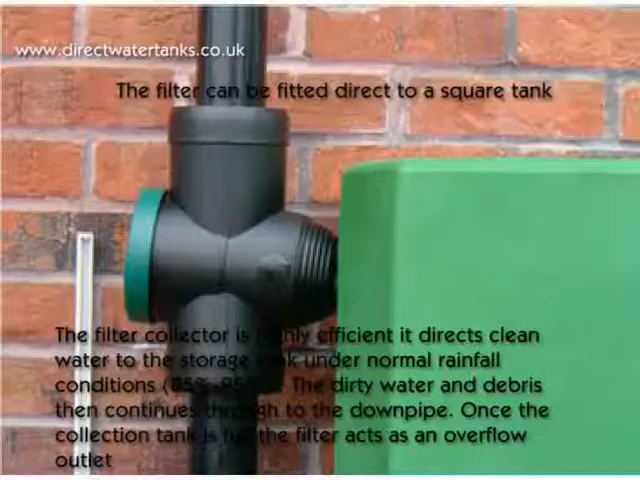 www.directwatertanks.co.uk
The filter can be fitted direct to a square tank
The filter collector is highly efficient it directs clean
water to the storage tank under normal rainfall
conditions ( The dirty water and debris
then continues through to the downpipe. Once the
collection tank is full the filter acts as an overflow
outlet